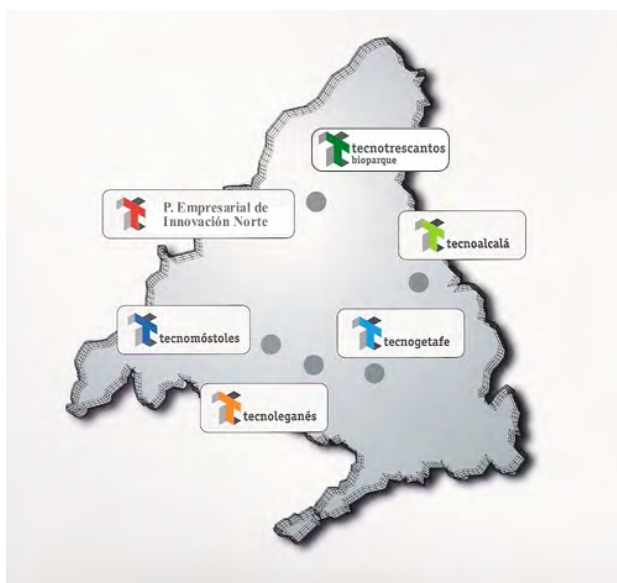 tecnotrescantos
bioparque
P. Empresarial de
Innovación Norte
tecnoalcalá
tecnomóstoles
tecnogetafe
tecnoleganés